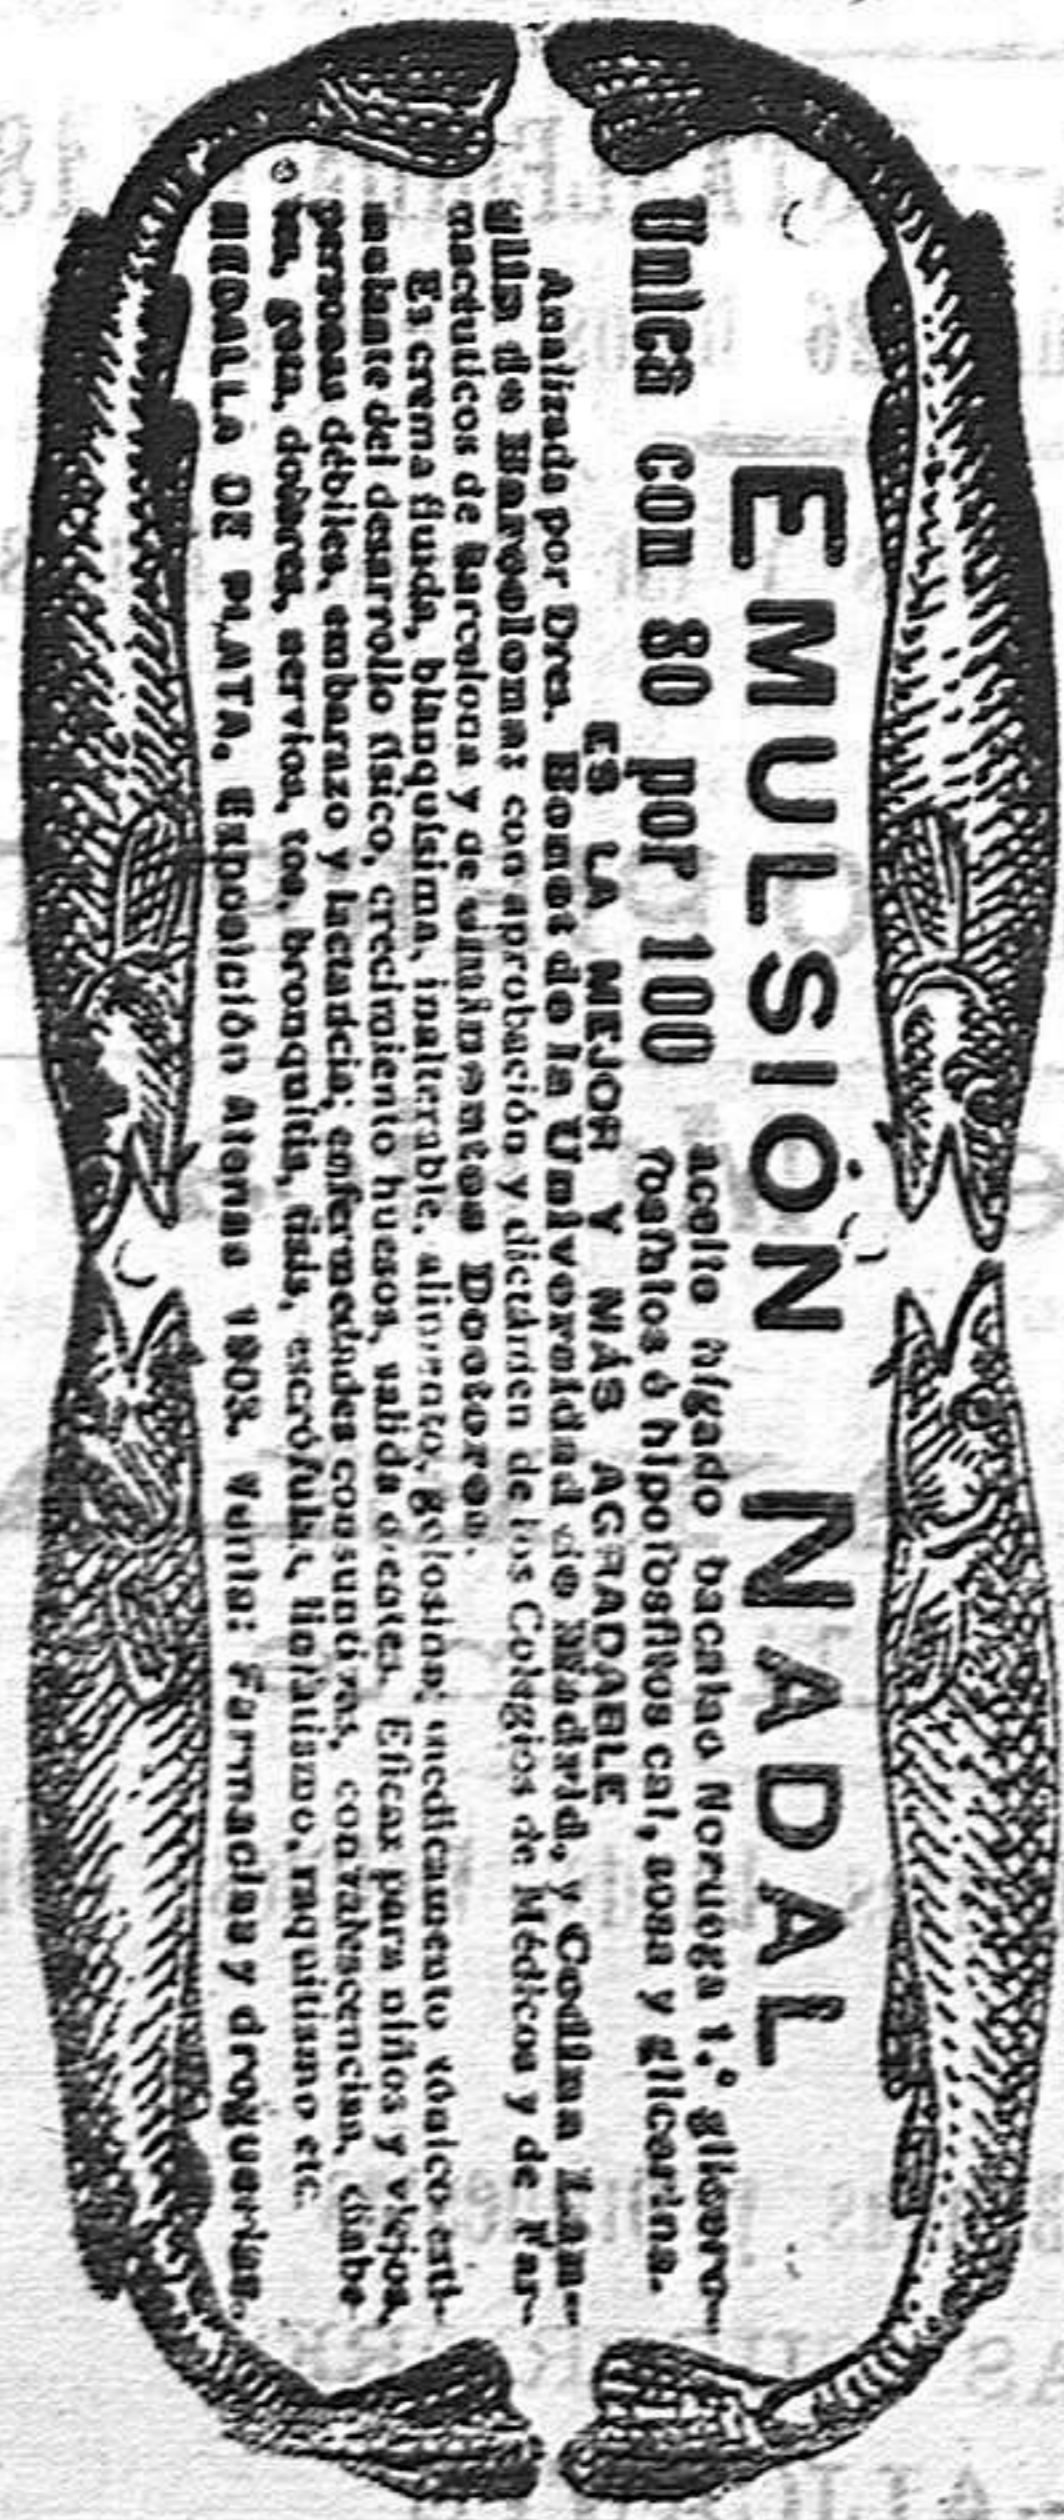 EMULSIÓN NADAL
Unica con 80 por 100
aceite hígado bacalao Noruega 1.ª glicero-
fosfatos é hipofosfitos cal, sosa y glicerina.
ES LA MEJOR Y MÁS AGRADABLE
Analizada por Dres. Bonet de la Universidad de Madrid, y Codina Län-
glin de Barcelona: con aprobación y dictámen de los Colegios de Médicos y de Far-
macéuticos de Barcelona y de eminentes Doctores.
Es crema fluida, blanquísima, inalterable, alimento, golosina; medicamento tónico-esti-
mulante del desarrollo físico, crecimiento huesos, salida dientes. Eficaz para niños y viejos,
personas débiles, embarazo y lactancia; enfermedades consuntivas, convalescencias, diabe-
tes, gota, dolores, nervios, tos, bronquitis, tisis, escrófulas, linfatismo, raquitismo etc.
MEDALLA DE PLATA, Exposición Atenas 1903. Venta: Farmacias y droguerías.